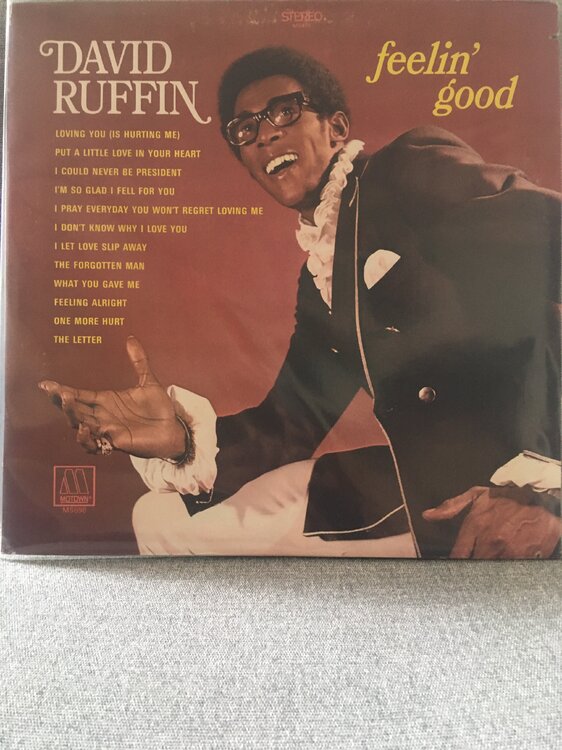 STEREO
DAVID
RUFFIN
feelin'
good
LOVING YOU (IS HURTING ME)
PUT A LITTLE LOVE IN YOUR HEART
I COULD NEVER BE PRESIDENT
I'M SO GLAD I FELL FOR YOU
I PRAY EVERYDAY YOU WON'T REGRET LOVING ME
I DON'T KNOW WHY I LOVE YOU
I LET LOVE SLIP AWAY
THE FORGOTTEN MAN
WHAT YOU GAVE ME
FEELING ALRIGHT
ONE MORE HURT
THE LETTER
MOTOWN®
MS696